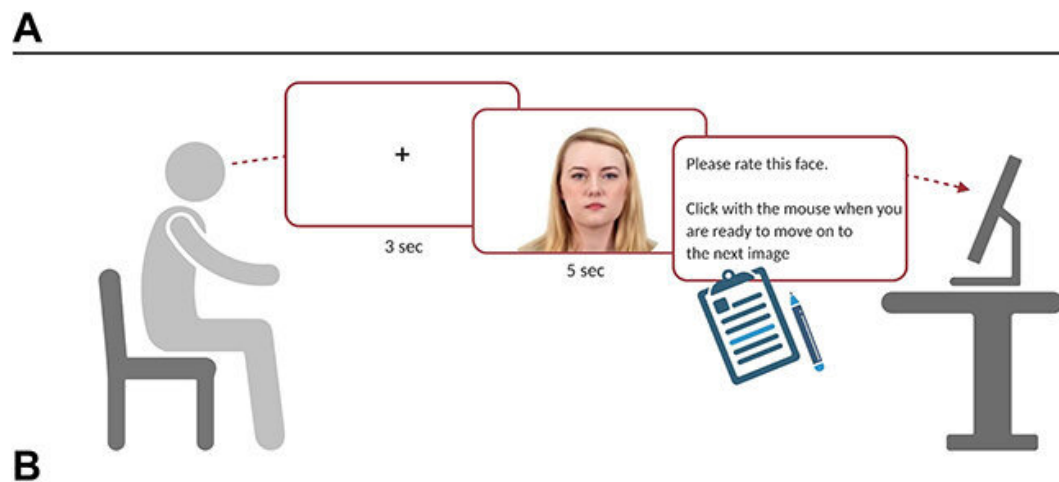 A
+
3 sec
5 sec
Please rate this face.
Click with the mouse when you
are ready to move on to
the next image
B